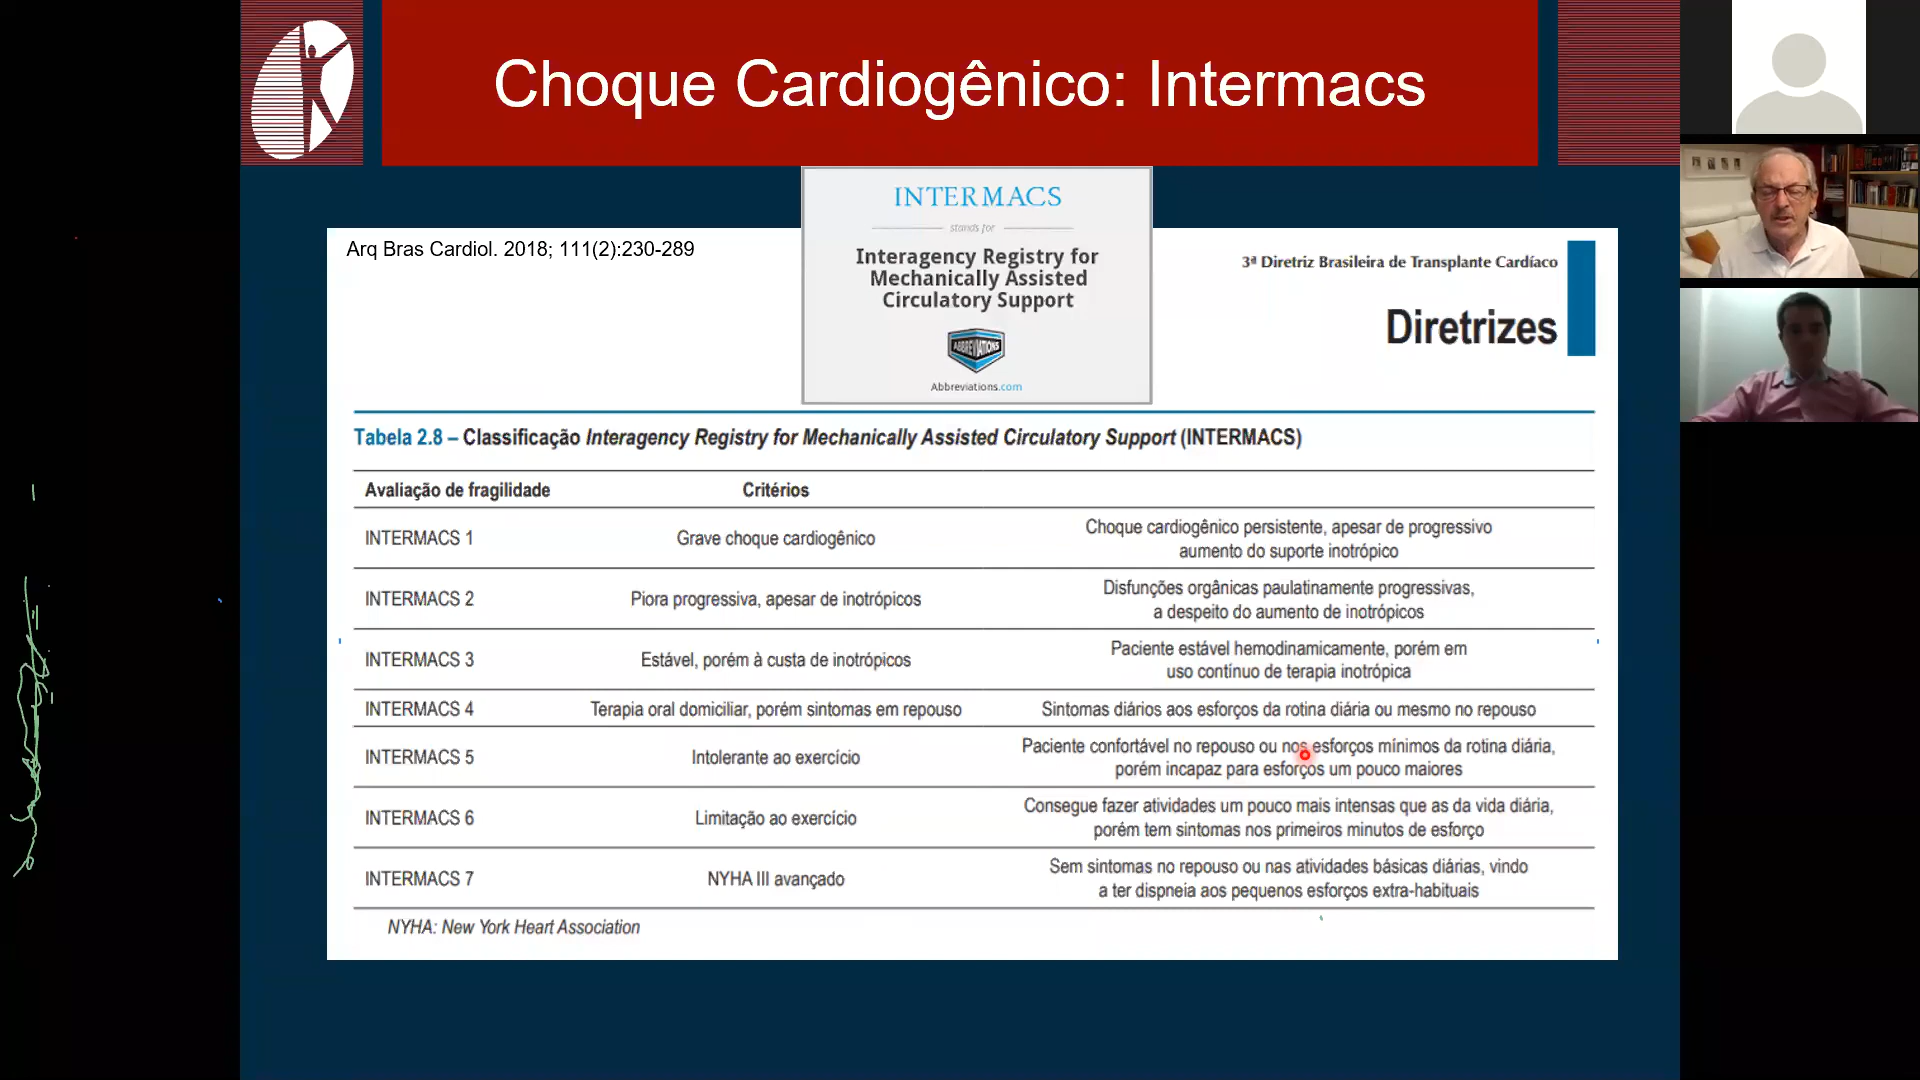 Choque Cardiogênico: Intermacs
INTERMACS
stands for
Interagency Registry for
Mechanically Assisted
Circulatory Support
ABBREVIATIONS
Abbreviations.com
Arq Bras Cardiol. 2018; 111(2):230-289
3ª Diretriz Brasileira de Transplante Cardíaco
Diretrizes
Tabela 2.8 – Classificação Interagency Registry for Mechanically Assisted Circulatory Support (INTERMACS)
Avaliação de fragilidade Critérios
INTERMACS 1 Grave choque cardiogênico Choque cardiogênico persistente, apesar de progressivo
aumento do suporte inotrópico
INTERMACS 2 Piora progressiva, apesar de inotrópicos Disfunções orgânicas paulatinamente progressivas,
a despeito do aumento de inotrópicos
INTERMACS 3 Estável, porém à custa de inotrópicos Paciente estável hemodinamicamente, porém em
uso contínuo de terapia inotrópica
INTERMACS 4 Terapia oral domiciliar, porém sintomas em repouso Sintomas diários aos esforços da rotina diária ou mesmo no repouso
INTERMACS 5 Intolerante ao exercício Paciente confortável no repouso ou nos esforços mínimos da rotina diária,
porém incapaz para esforços um pouco maiores
INTERMACS 6 Limitação ao exercício Consegue fazer atividades um pouco mais intensas que as da vida diária,
porém tem sintomas nos primeiros minutos de esforço
INTERMACS 7 NYHA III avançado Sem sintomas no repouso ou nas atividades básicas diárias, vindo
a ter dispneia aos pequenos esforços extra-habituais
NYHA: New York Heart Association